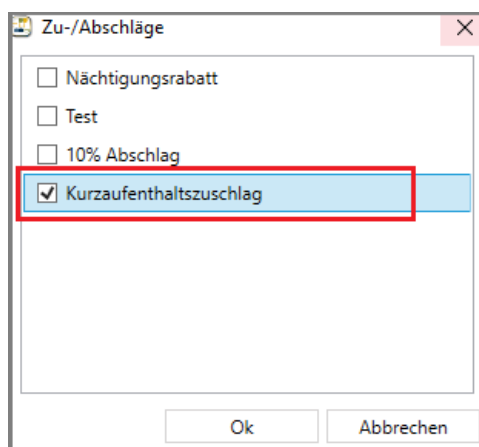 Zu-/Abschläge
Nächtigungsrabatt
Test
10% Abschlag
Kurzaufenthaltszuschlag
Ok Abbrechen